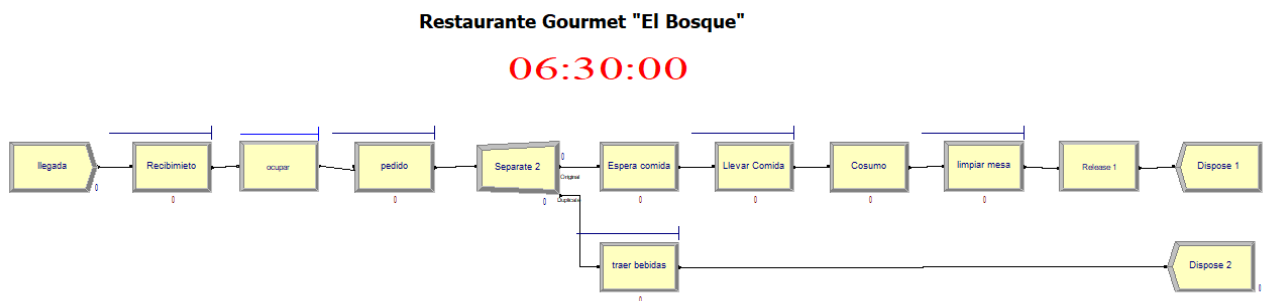 Restaurante Gourmet "El Bosque"
06:30:00
llegada
Recibimieto
ocupar
pedido
Separate 2
Espera comida
Llevar Comida
Cosumo
limpiar mesa
Release 1
Dispose 1
0
0
0
0
Original
0
Duplicate
0
0
0
0
traer bebidas
Dispose 2
0
0